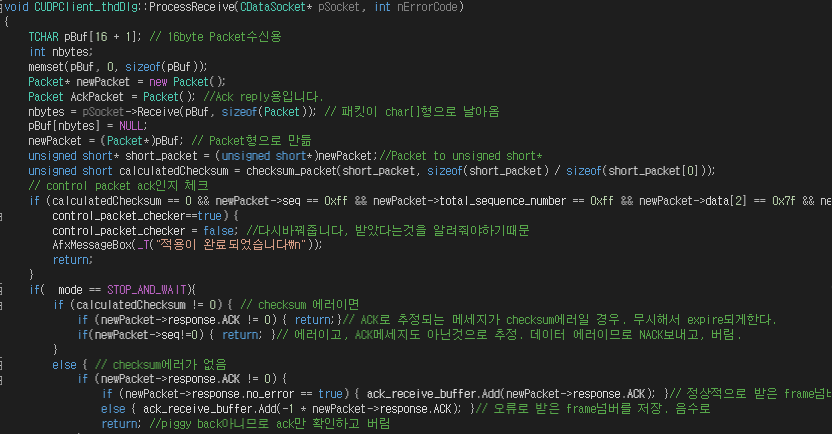 void CUDPClient_thdDlg::ProcessReceive(CDataSocket* pSocket, int nErrorCode)
{
TCHAR pBuf[16 + 1]; // 16byte Packet수신용
int nbytes;
memset(pBuf, 0, sizeof(pBuf));
Packet* newPacket = new Packet();
Packet AckPacket = Packet(); //Ack reply용입니다.
nbytes = pSocket->Receive(pBuf, sizeof(Packet)); // 패킷이 char[]형으로 날아옴
pBuf[nbytes] = NULL;
newPacket = (Packet*)pBuf; // Packet형으로 만듦
unsigned short* short_packet = (unsigned short*)newPacket;//Packet to unsigned short*
unsigned short calculatedChecksum = checksum_packet(short_packet, sizeof(short_packet) / sizeof(short_packet[0]));
// control packet ack인지 체크
if (calculatedChecksum == 0 && newPacket->seq == 0xff && newPacket->total_sequence_number == 0xff && newPacket->data[2] == 0x7f && ne
control_packet_checker==true) {
control_packet_checker = false; //다시바꿔줍니다, 받았다는것을 알려줘야하기때문
AfxMessageBox(_T("적용이 완료되었습니다₩n"));
return;
}
if( mode == STOP_AND_WAIT){
if (calculatedChecksum != 0) { // checksum 에러이면
if (newPacket->response.ACK != 0) { return;}// ACK로 추정되는 메세지가 checksum에러일 경우. 무시해서 expire되게한다.
if(newPacket->seq!=0) { return; }// 에러이고, ACK메세지도 아닌것으로 추정. 데이터 에러이므로 NACK보내고, 버림.
}
else { // checksum에러가 없음
if (newPacket->response.ACK != 0) {
if (newPacket->response.no_error == true) { ack_receive_buffer.Add(newPacket->response.ACK); }// 정상적으로 받은 frame넘버
else { ack_receive_buffer.Add(-1 * newPacket->response.ACK); }// 오류로 받은 frame넘버를 저장. 음수로
return; //piggy back아니므로 ack만 확인하고 버림